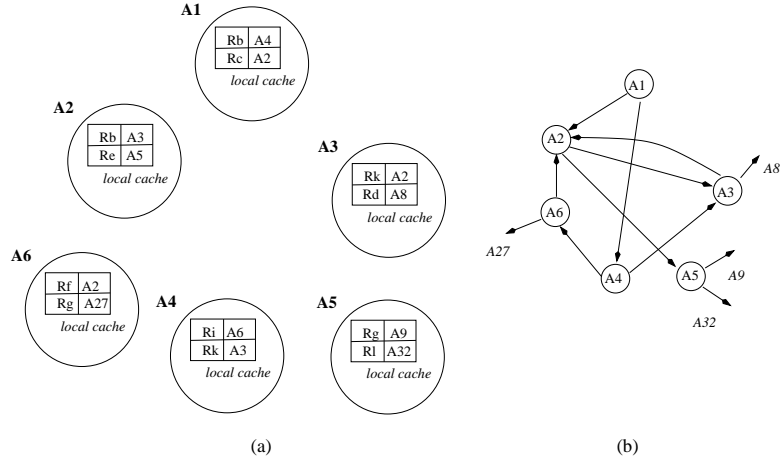 A1
Rb A4
Rc A2
local cache
A2
Rb A3
Re A5
local cache
A3
Rk A2
Rd A8
local cache
A6
Rf A2
Rg A27
local cache
A4
Ri A6
Rk A3
local cache
A5
Rg A9
Rl A32
local cache
(a)
A1
A2
A3
A8
A6
A27
A4
A5
A9
A32
(b)